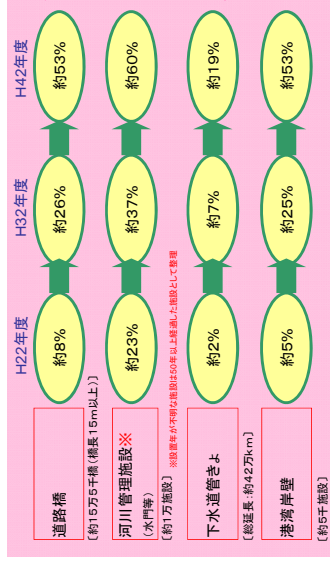 H22年度 H32年度 H42年度
道路橋 約8% 約26% 約53%
[約15万5千橋(橋長15m以上)]
河川管理施設※ 約23% 約37% 約60%
(水門等)
[約1万施設]
※設置年が不明な施設は50年以上経過した施設として整理
下水道管きょ 約2% 約7% 約19%
[総延長:約42万km]
港湾岸壁 約5% 約25% 約53%
[約5千施設]